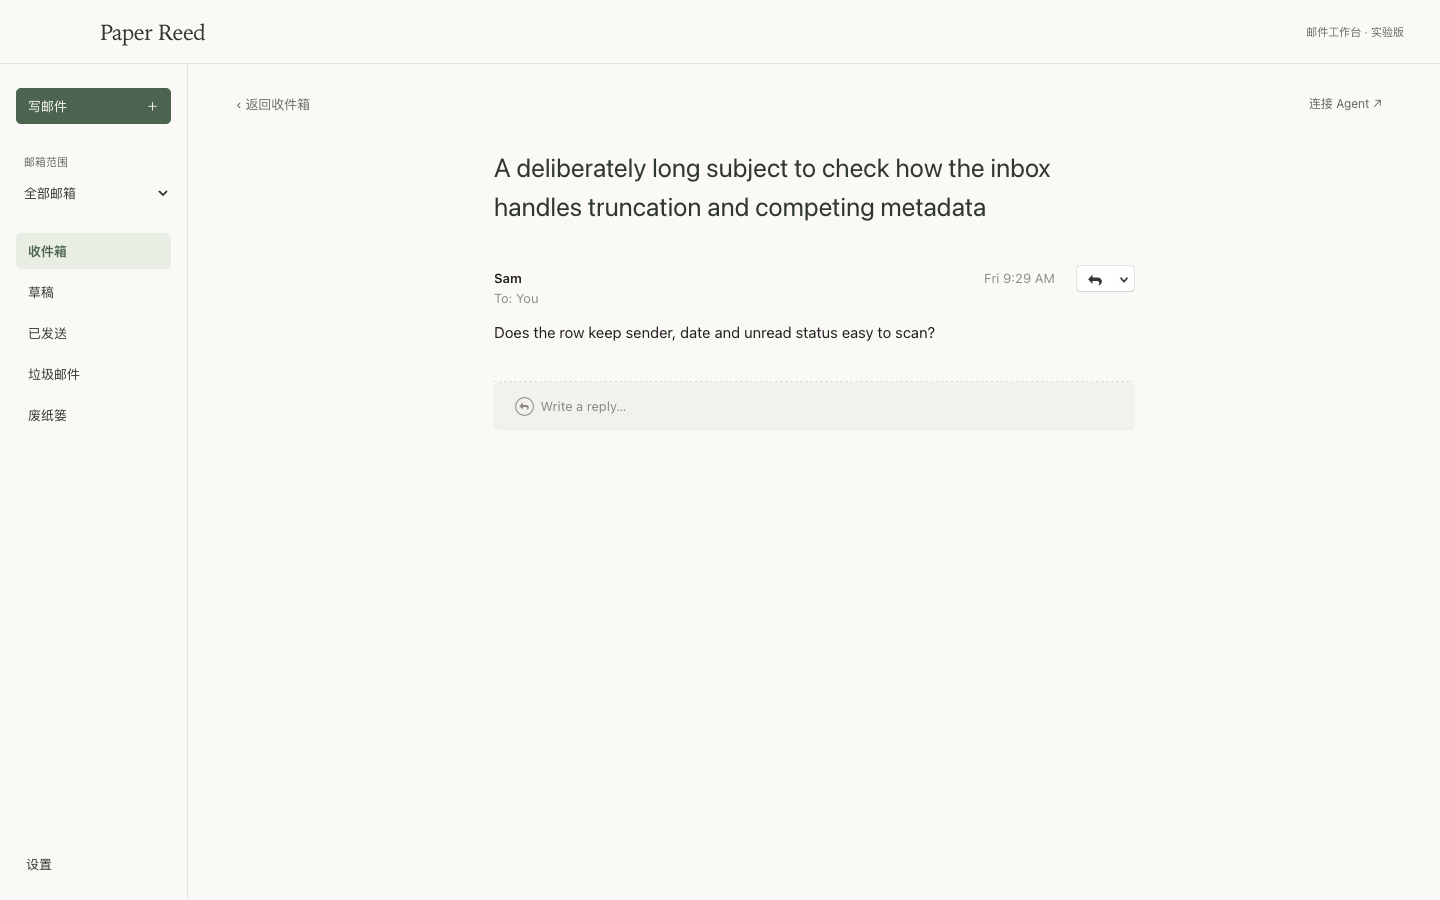 Paper Reed
邮件工作台 · 实验版
写邮件 +
邮箱范围
全部邮箱
收件箱
草稿
已发送
垃圾邮件
废纸篓
设置
‹ 返回收件箱
连接 Agent ↗
A deliberately long subject to check how the inbox
handles truncation and competing metadata
Sam
Fri 9:29 AM
To: You
Does the row keep sender, date and unread status easy to scan?
Write a reply...